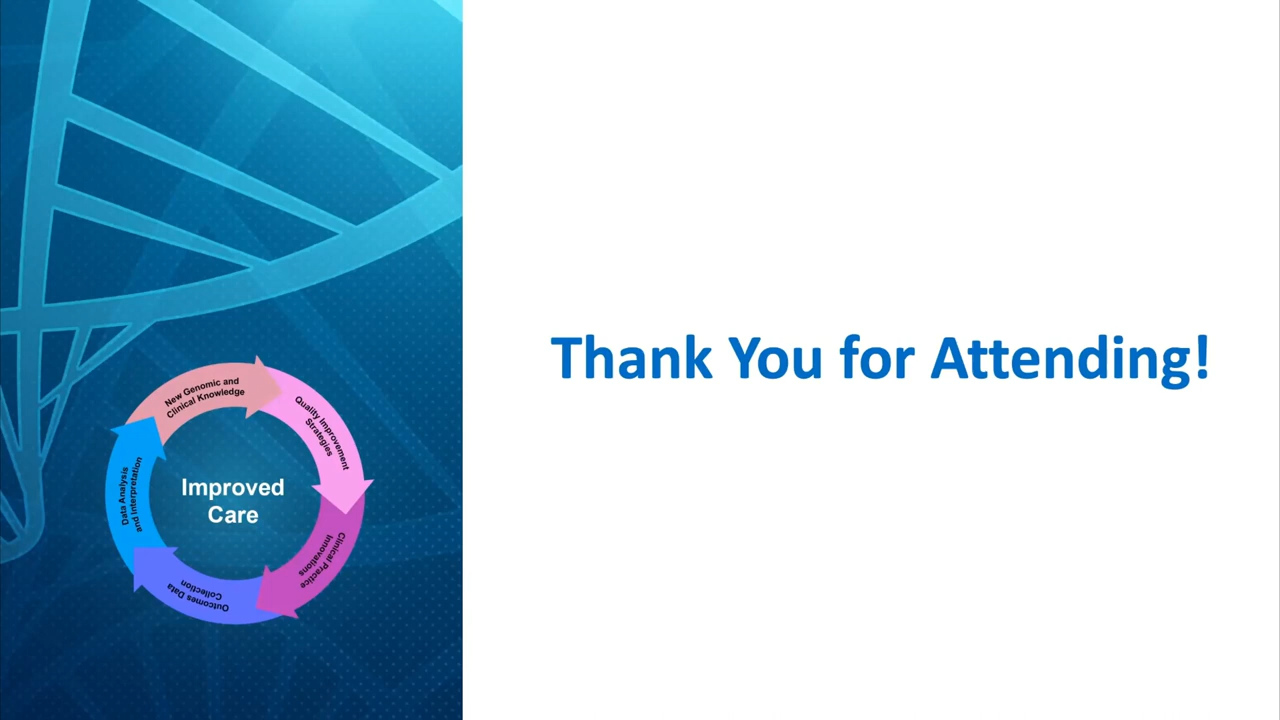 New Genomic and
Clinical Knowledge
Quality Improvement
Strategies
Clinical Practice
Innovations
Outcomes Data
Collection
Data Analysis
and Interpretation
Improved
Care
Thank You for Attending!